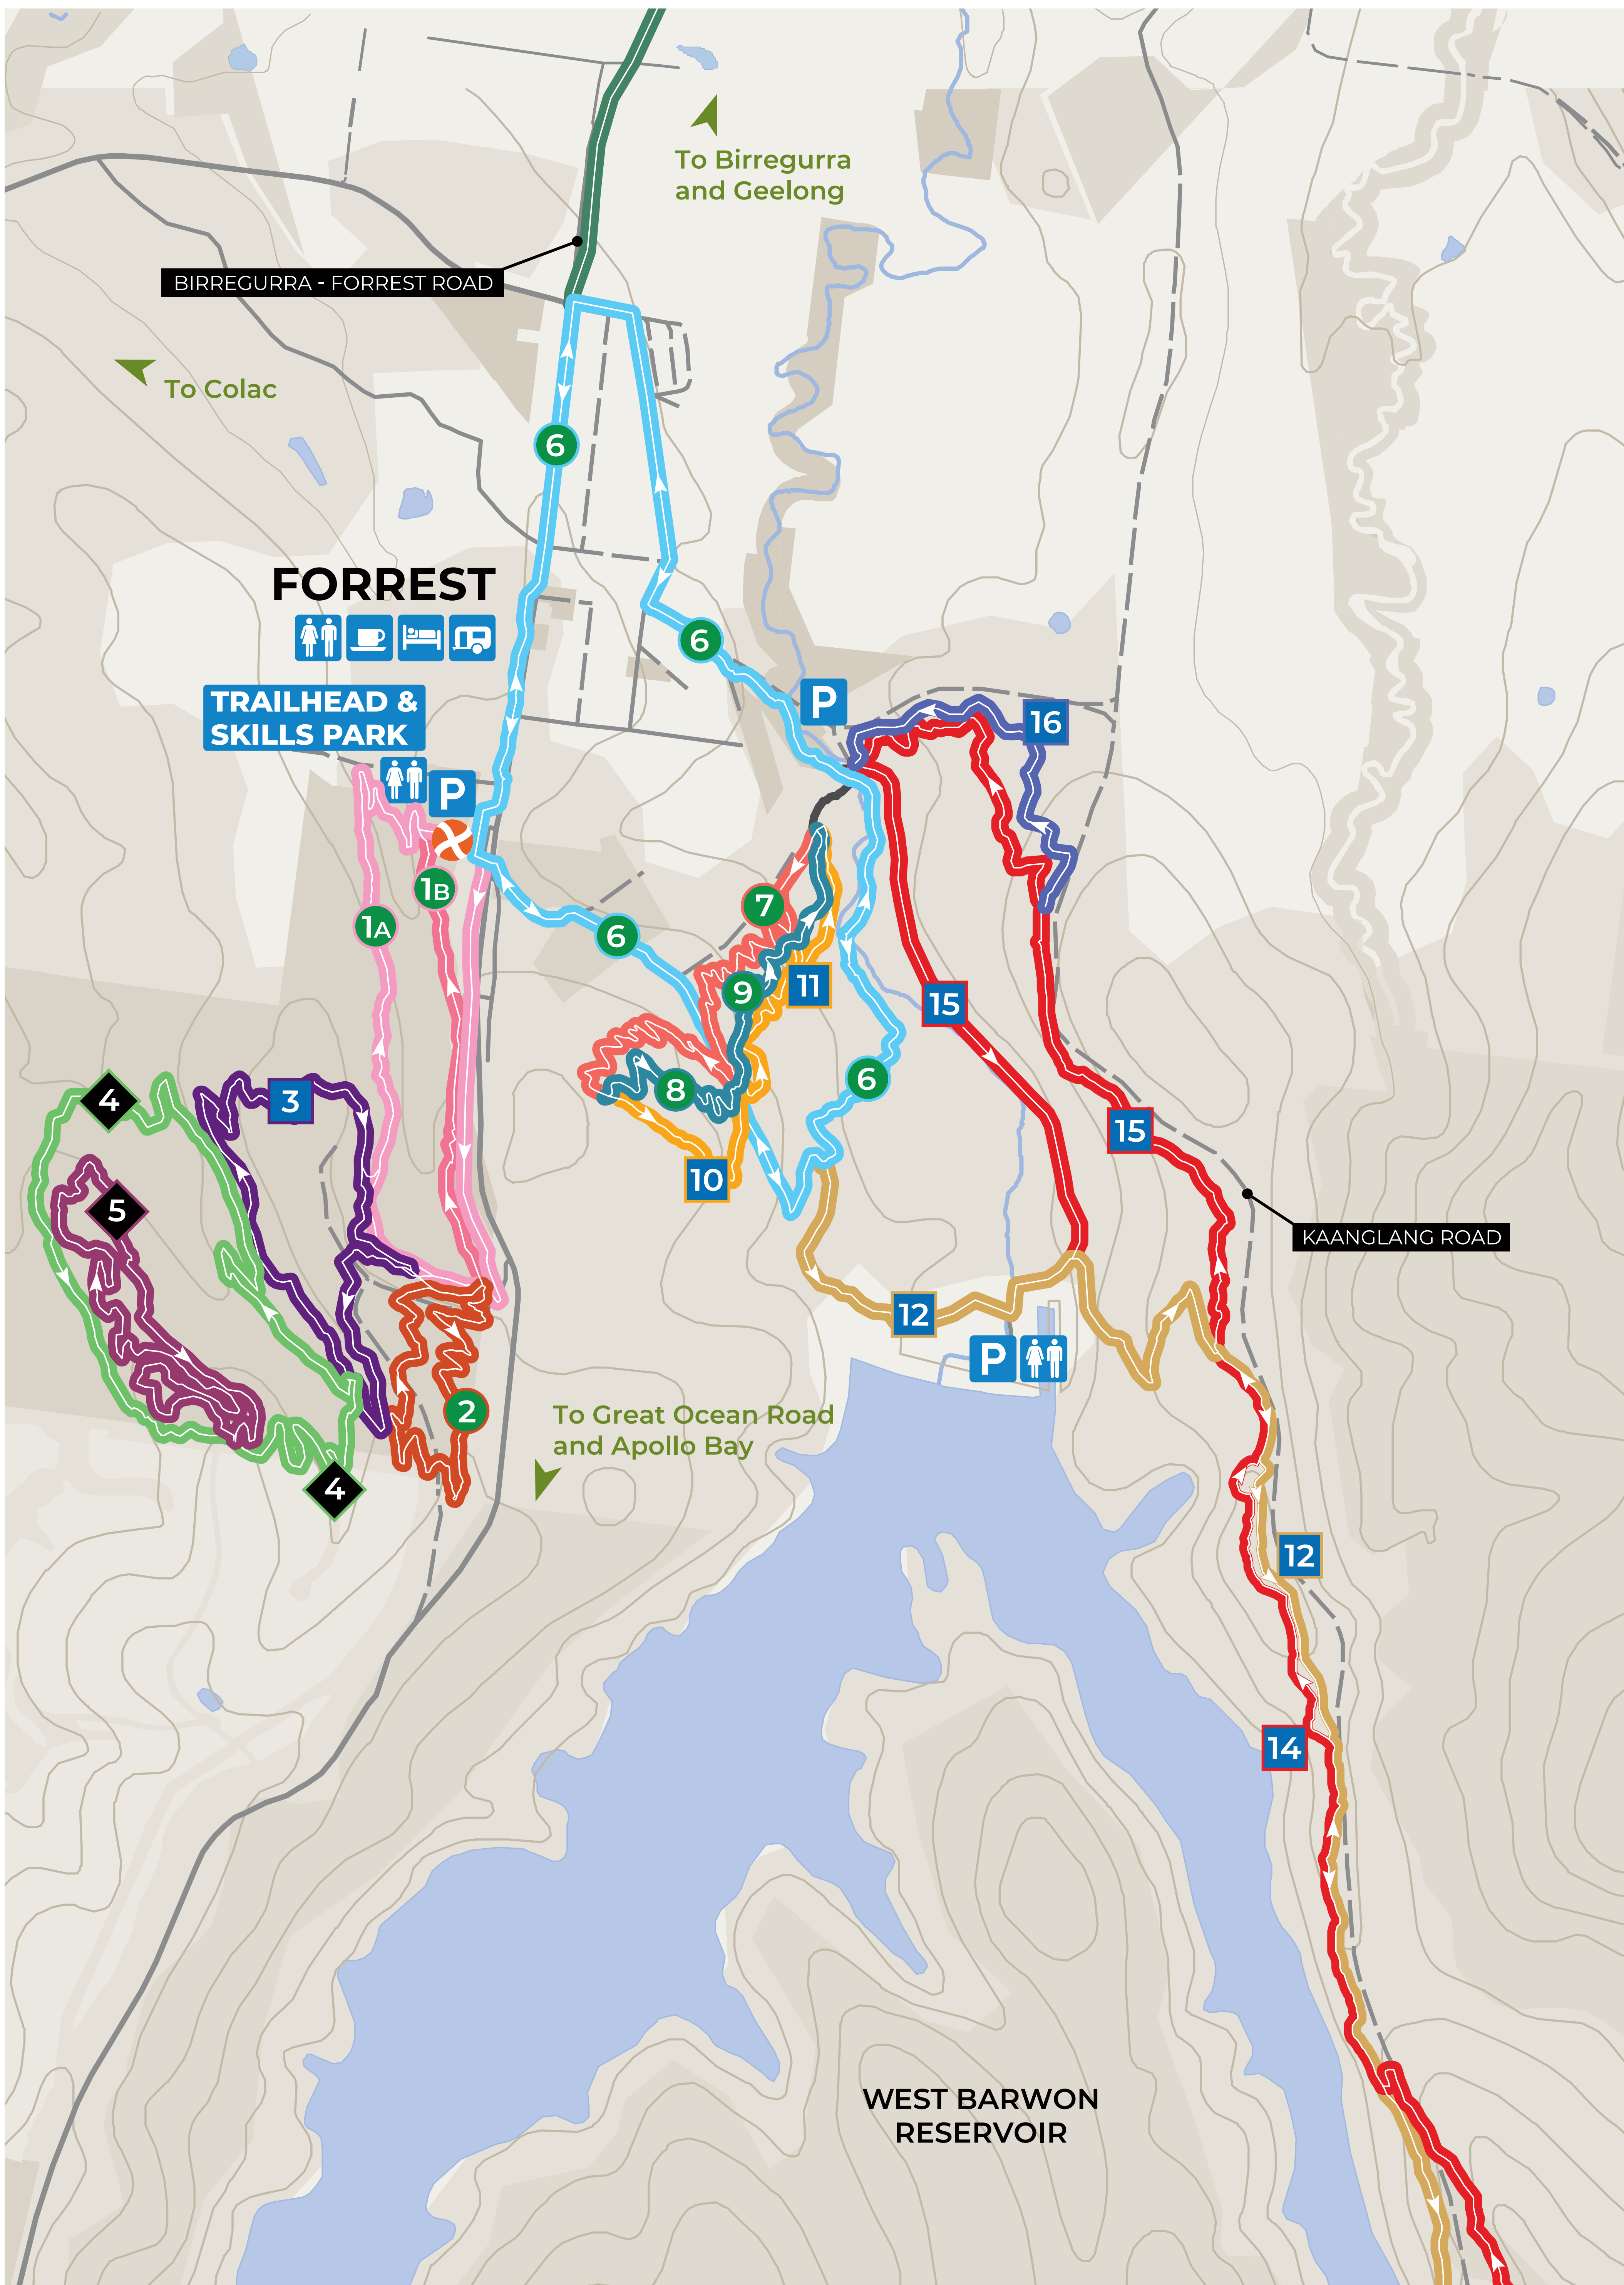 To Birregurra
and Geelong
BIRREGURRA - FORREST ROAD
To Colac
6
FORREST
6
TRAILHEAD &
SKILLS PARK
P
16
P
1B
7
1A
6
11
9
15
6
8
4
3
15
10
5
KAANGLANG ROAD
12
P
2
To Great Ocean Road
and Apollo Bay
4
12
14
WEST BARWON
RESERVOIR